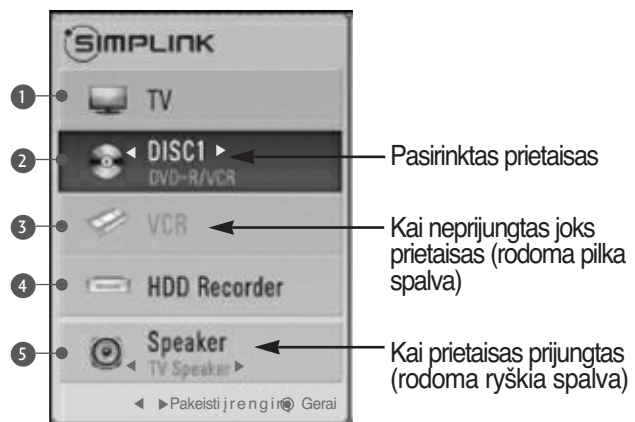 SIMPLINK
1 TV
2 DISC1
DVD-R/VCR
Pasirinktas prietaisas
3 VCR
Kai neprijungtas joks
prietaisas (rodoma pilka
spalva)
4 HDD Recorder
5 Speaker
TV Speaker
Kai prietaisas prijungtas
(rodoma ryškia spalva)
◄ ►Pakeisti įrenginį ◉ Gerai